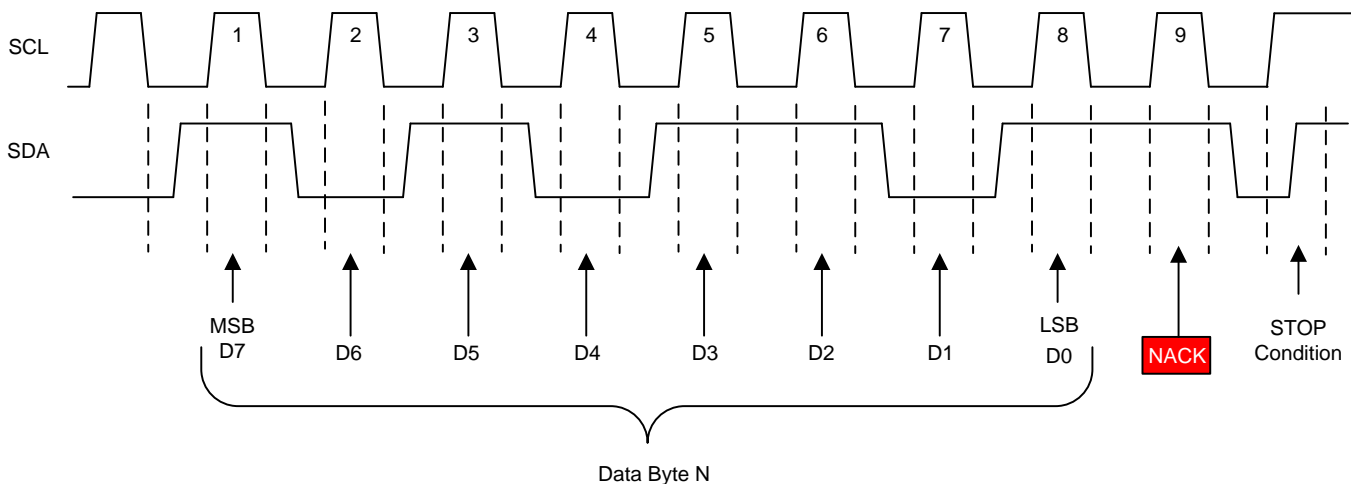 SCL
1 2 3 4 5 6 7 8 9
SDA
MSB
D7 D6 D5 D4 D3 D2 D1
LSB
D0
NACK
STOP
Condition
Data Byte N